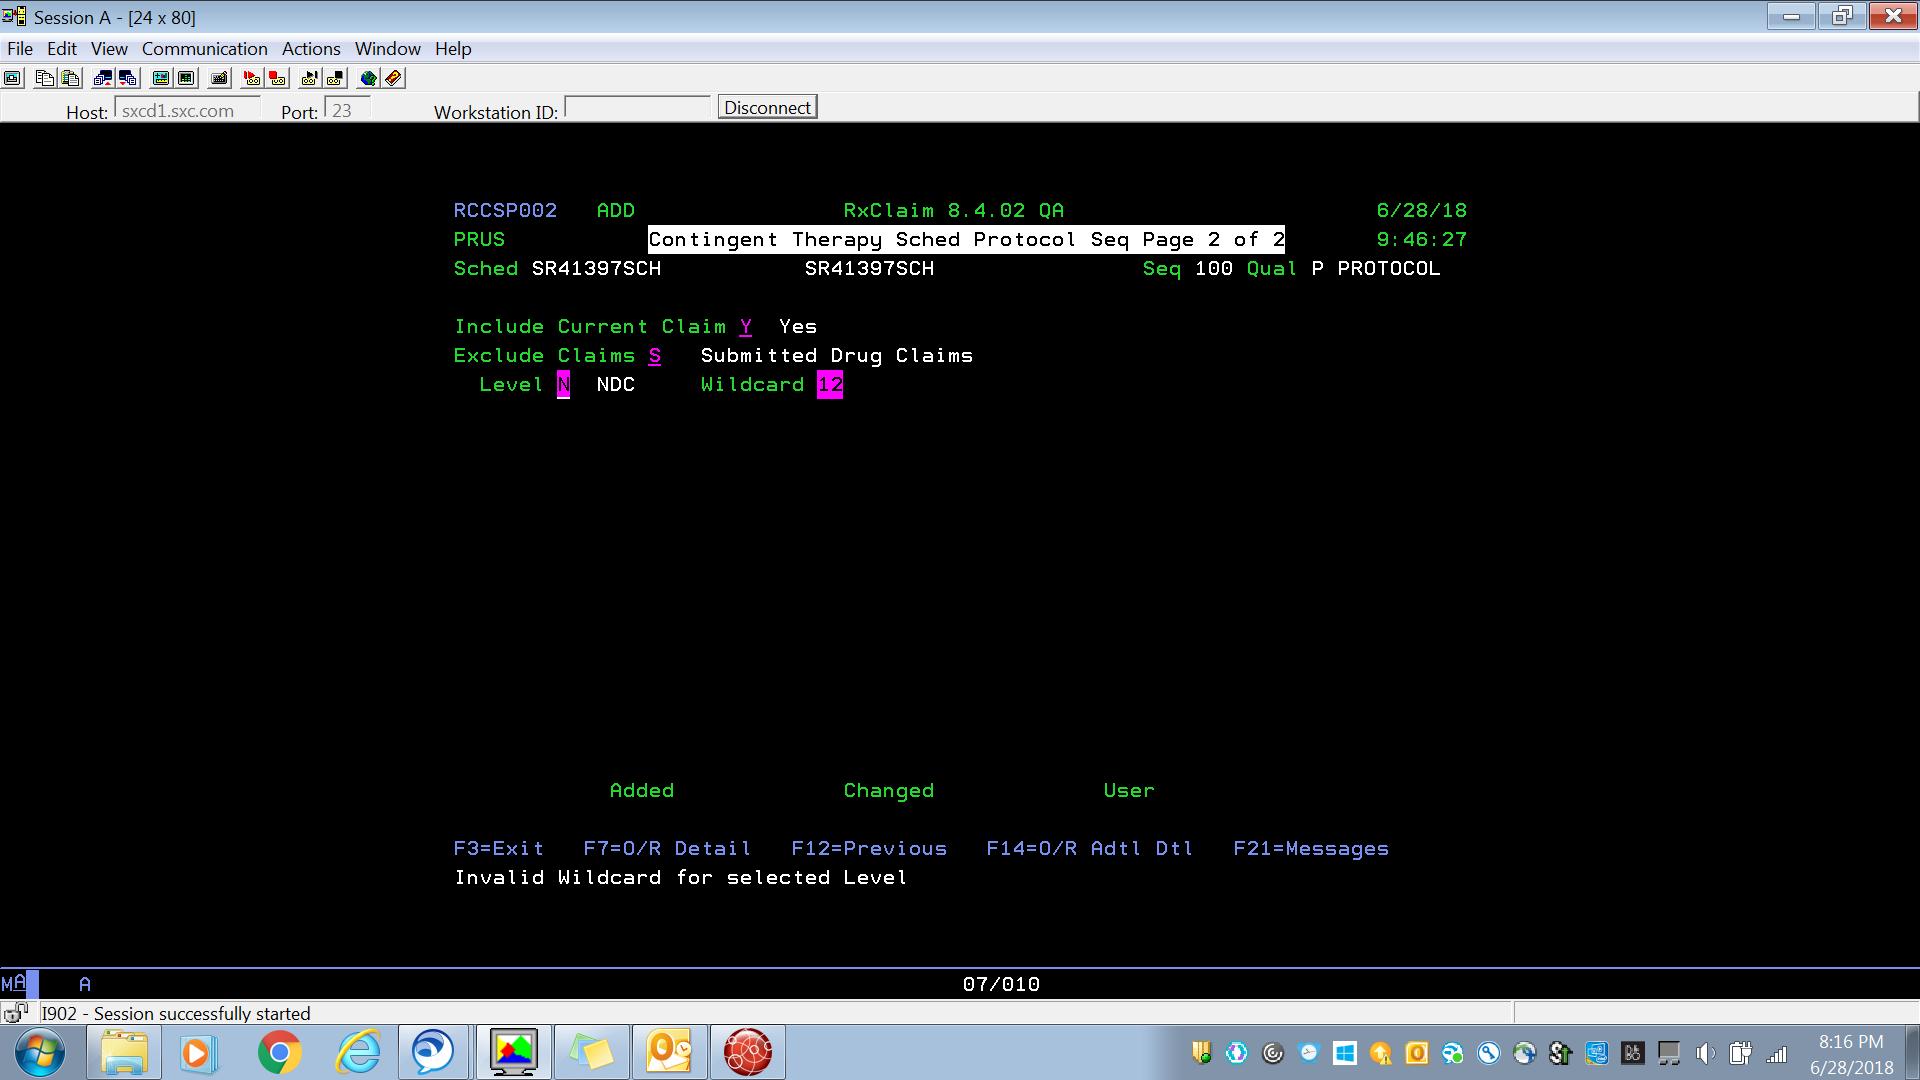 Session A - [24 x 80]
File Edit View Communication Actions Window Help
Host: sxcd1.sxc.com Port: 23 Workstation ID: Disconnect
RCCSP002 ADD RxClaim 8.4.02 QA 6/28/18
PRUS Contingent Therapy Sched Protocol Seq Page 2 of 2 9:46:27
Sched SR41397SCH SR41397SCH Seq 100 Qual P PROTOCOL
Include Current Claim Y Yes
Exclude Claims S Submitted Drug Claims
Level N NDC Wildcard 12
Added Changed User
F3=Exit F7=O/R Detail F12=Previous F14=O/R Adtl Dtl F21=Messages
Invalid Wildcard for selected Level
MA A 07/010
I902 - Session successfully started
8:16 PM
6/28/2018